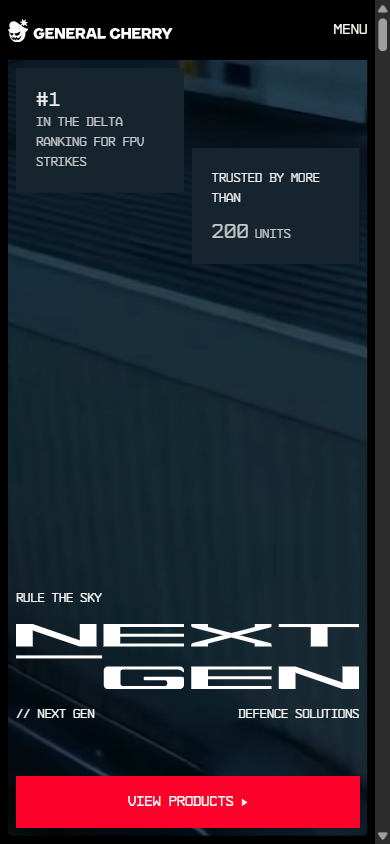 GENERAL CHERRY
MENU
#1
IN THE DELTA
RANKING FOR FPV
STRIKES
TRUSTED BY MORE
THAN
200 UNITS
RULE THE SKY
NEXT
GEN
// NEXT GEN
DEFENCE SOLUTIONS
VIEW PRODUCTS